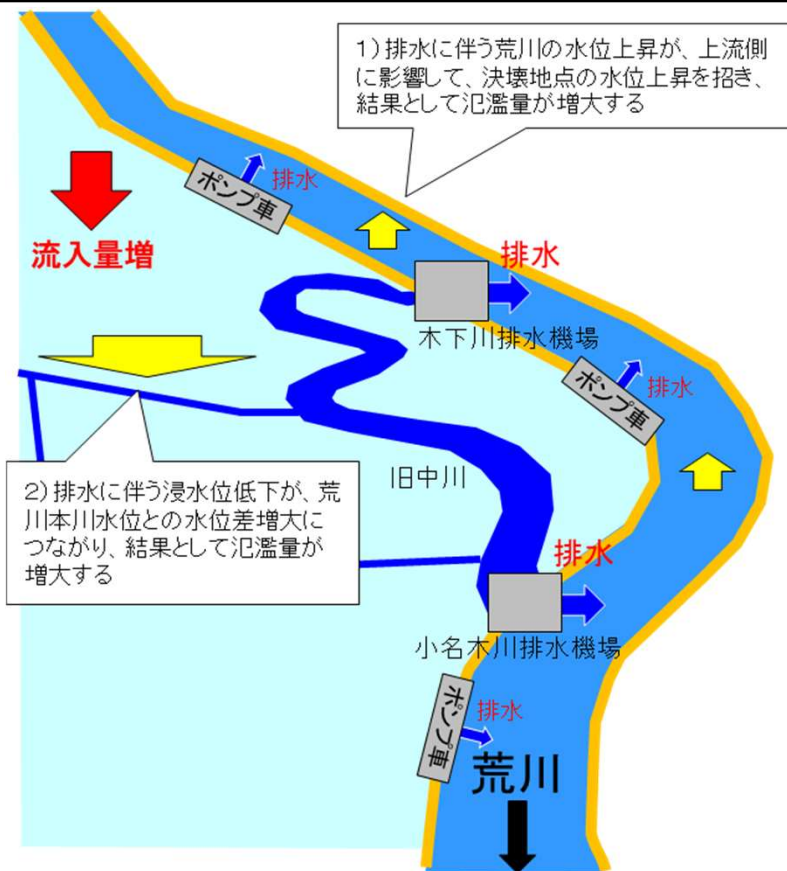 1)排水に伴う荒川の水位上昇が、上流側
に影響して、決壊地点の水位上昇を招き、
結果として氾濫量が増大する
ポンプ車
排水
流入量増
排水
木下川排水機場
ポンプ車
排水
旧中川
2)排水に伴う浸水位低下が、荒
川本川水位との水位差増大に
つながり、結果として氾濫量が
増大する
排水
小名木川排水機場
ポンプ車
排水
荒川